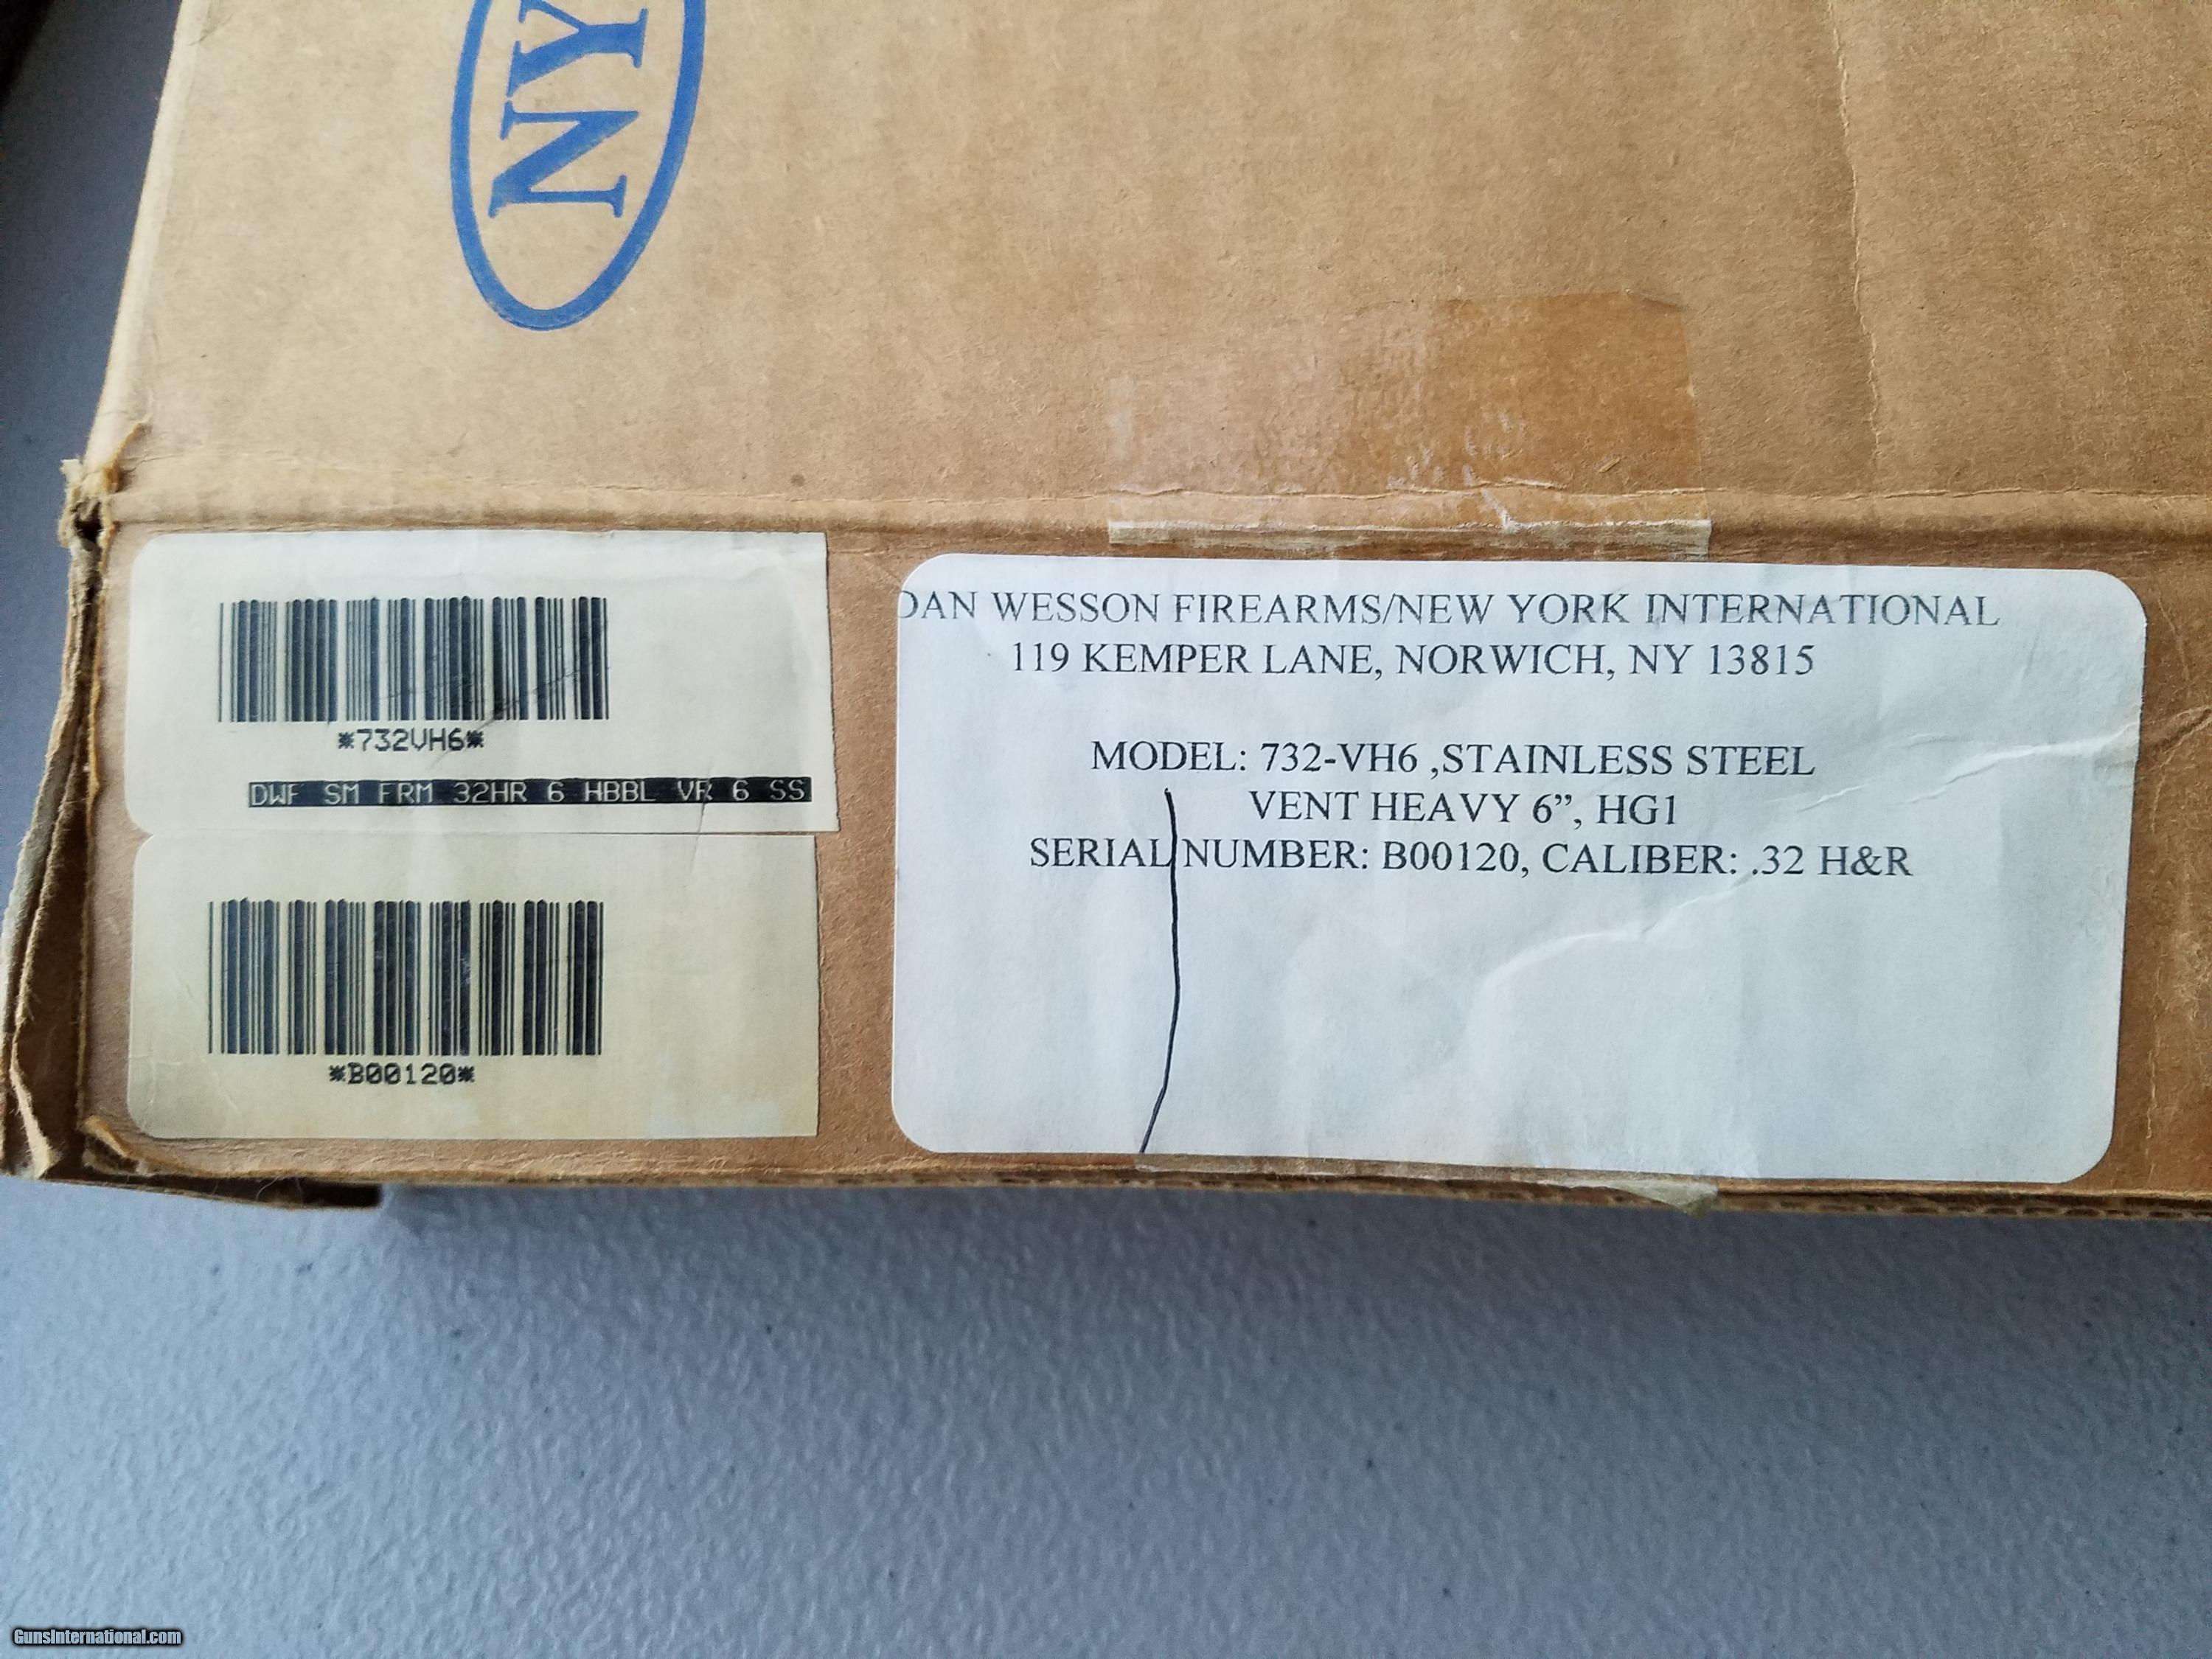 NY
*732VH6*
DWF SM FRM 32HR 6 HBBL VR 6 SS
*B00120*
DAN WESSON FIREARMS/NEW YORK INTERNATIONAL
119 KEMPER LANE, NORWICH, NY 13815
MODEL: 732-VH6 ,STAINLESS STEEL
VENT HEAVY 6”, HG1
SERIAL NUMBER: B00120, CALIBER: .32 H&R
GunsInternational.com